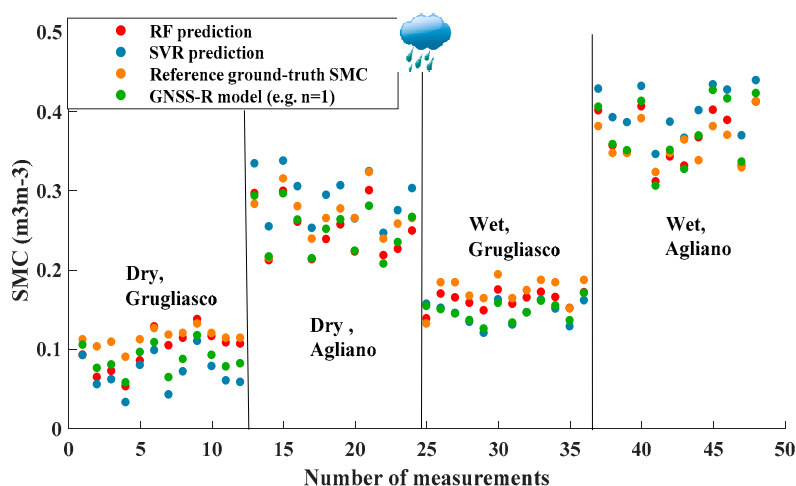 RF prediction
SVR prediction
Reference ground-truth SMC
GNSS-R model (e.g. n=1)
0.5
0.4
0.3
0.2
0.1
0
SMC (m3m-3)
Dry,
Grugliasco
Dry ,
Agliano
Wet,
Grugliasco
Wet,
Agliano
0 5 10 15 20 25 30 35 40 45 50
Number of measurements